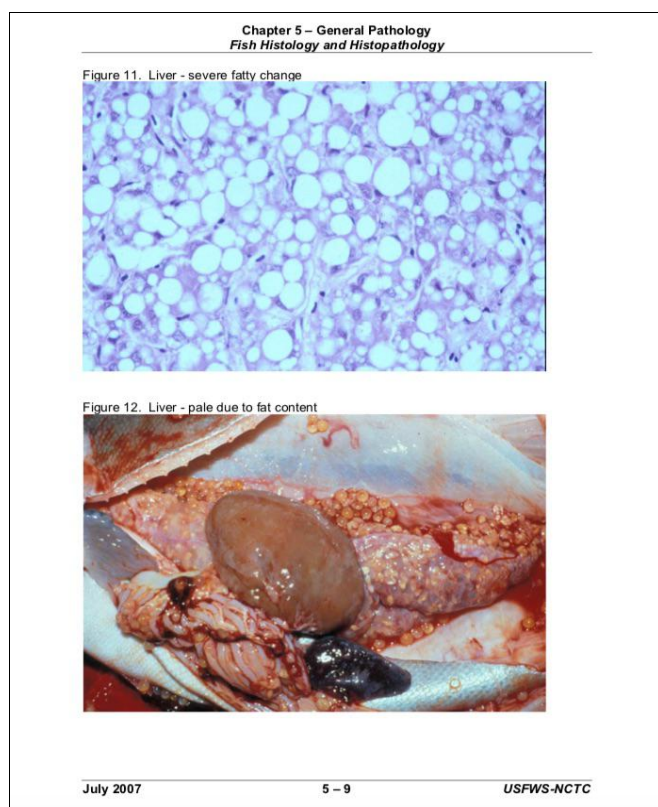 Chapter 5 – General Pathology
Fish Histology and Histopathology
Figure 11.  Liver - severe fatty change
Figure 12.  Liver - pale due to fat content
July 2007 5 – 9 USFWS-NCTC